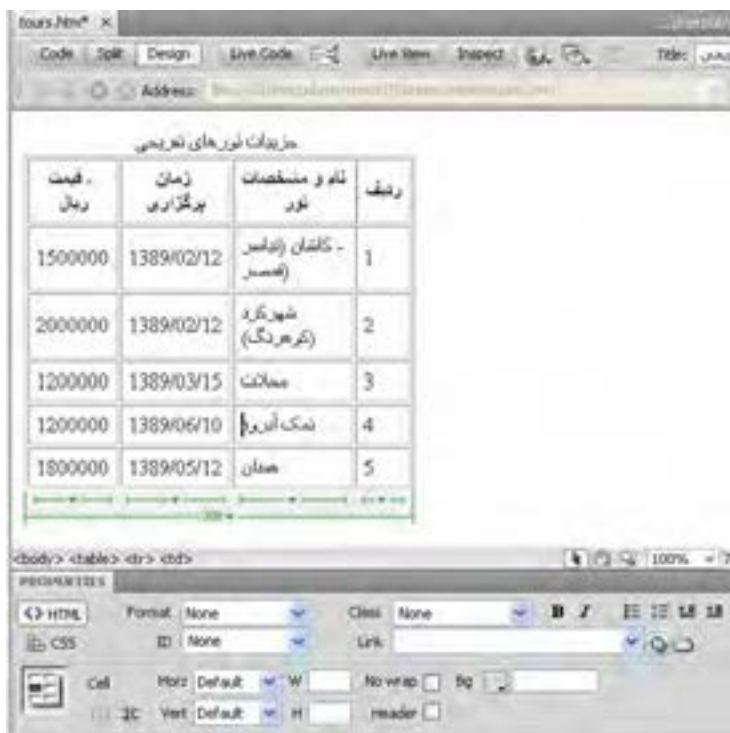 tours.htm* ×
Code Split Design Live Code Live View Inspect Title:
Address:
جزییات تورهای تفریحی
ردیف نام و مشخصات تور زمان برگزاری قیمت ریال
1 کاشان (نیاسر قمصر) 1389/02/12 1500000
2 شهرکرد (کوهرنگ) 1389/02/12 2000000
3 محلات 1389/03/15 1200000
4 نمک آبرود 1389/06/10 1200000
5 همدان 1389/05/12 1800000
<body> <table> <tr> <td> 100%
PROPERTIES
<> HTML Format None Class None B I
CSS ID None Link
Cell Horz Default W No wrap Bg
Vert Default H Header